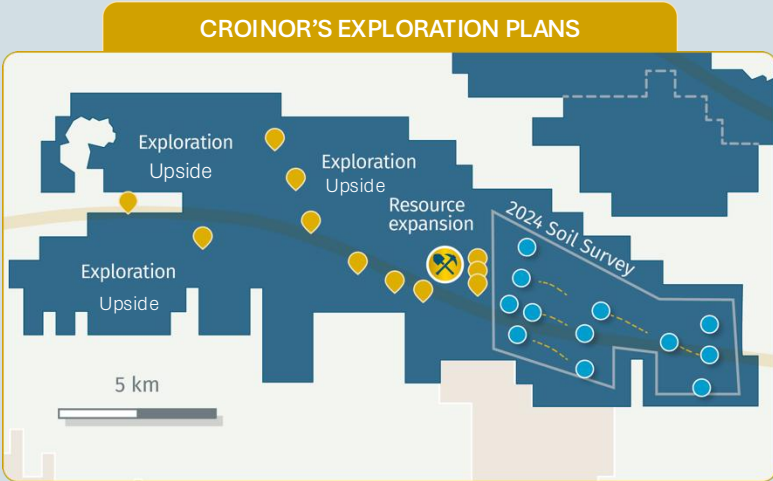 CROINOR'S EXPLORATION PLANS
Exploration
Upside
Exploration
Upside
Resource
expansion
2024 Soil Survey
Exploration
Upside
5 km